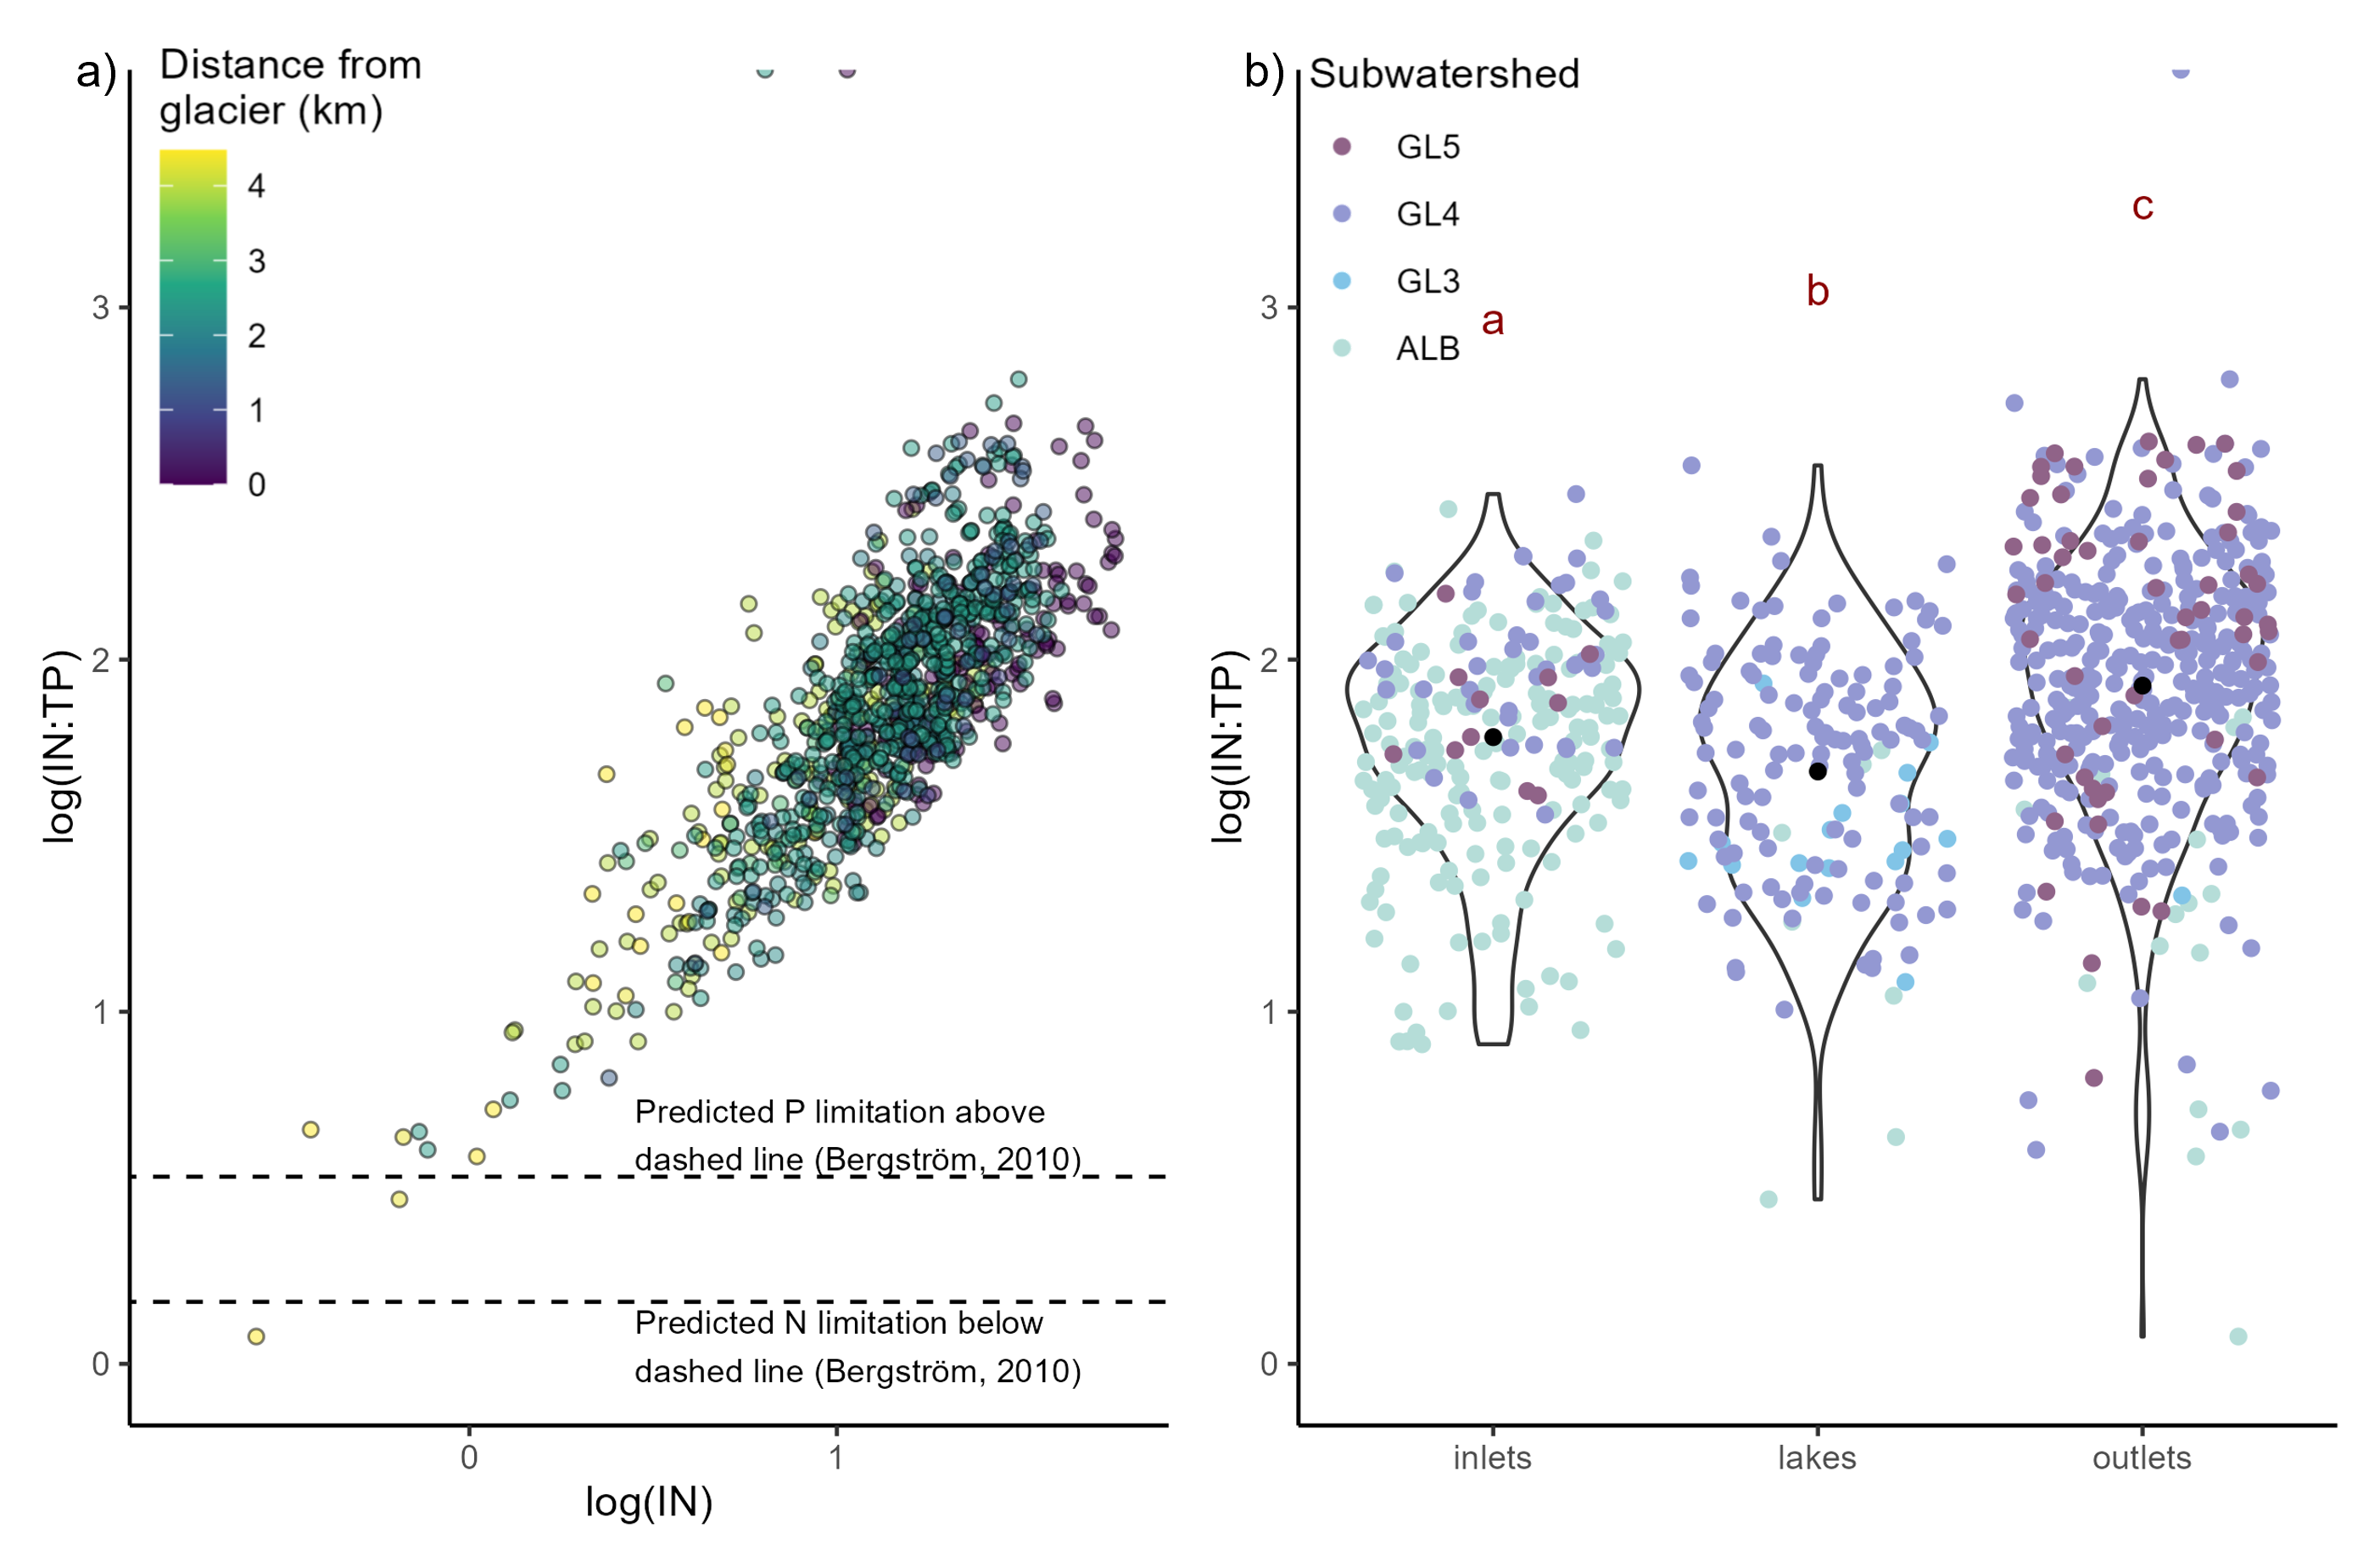 a)
Distance from
glacier (km)
4
3
2
1
0
3
2
1
0
log(IN:TP)
Predicted P limitation above
dashed line (Bergström, 2010)
Predicted N limitation below
dashed line (Bergström, 2010)
0
1
log(IN)
b)
Subwatershed
GL5
GL4
GL3
ALB
a
b
c
3
2
1
0
log(IN:TP)
inlets
lakes
outlets